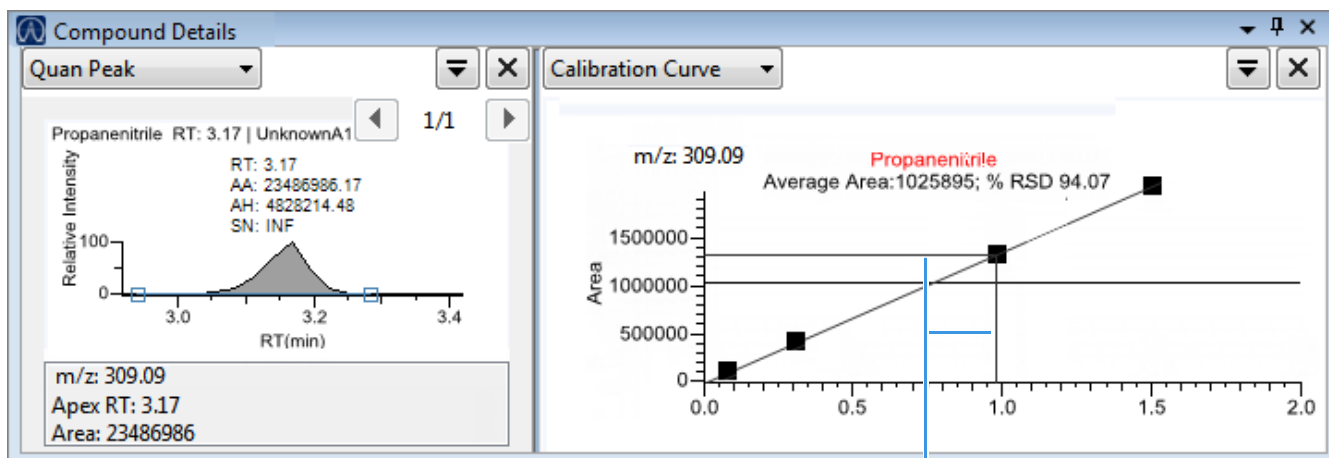 Compound Details
Quan Peak
1/1
Propanenitrile RT: 3.17 | UnknownA1
RT: 3.17
AA: 23486986.17
AH: 4828214.48
SN: INF
Relative Intensity
100
0
3.0 3.2 3.4
RT(min)
m/z: 309.09
Apex RT: 3.17
Area: 23486986
Calibration Curve
m/z: 309.09
Propanenitrile
Average Area:1025895; % RSD 94.07
Area
1500000
1000000
500000
0
0.0 0.5 1.0 1.5 2.0